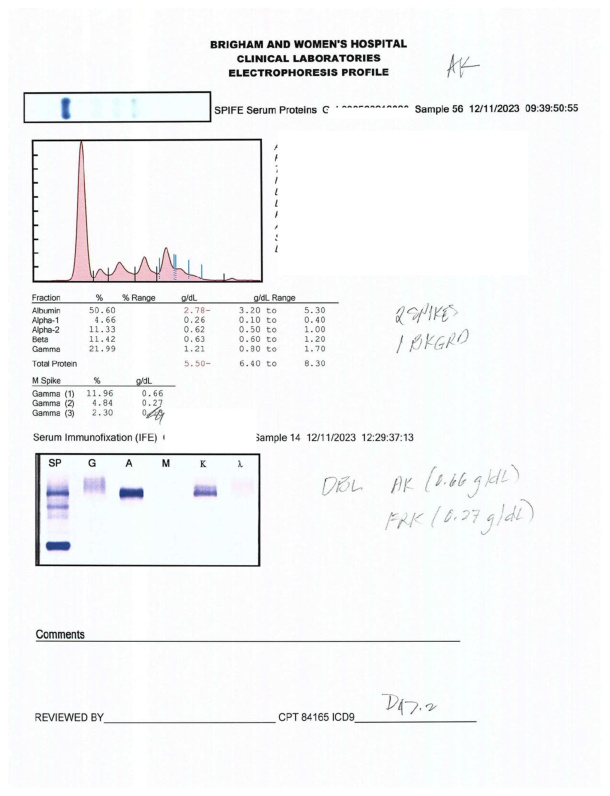 BRIGHAM AND WOMEN'S HOSPITAL
CLINICAL LABORATORIES
ELECTROPHORESIS PROFILE
AK
SPIFE Serum Proteins Sample 56 12/11/2023 09:39:50:55
Fraction % % Range g/dL g/dL Range
Albumin 50.60 2.78- 3.20 to 5.30
Alpha-1 4.66 0.26 0.10 to 0.40
Alpha-2 11.33 0.62 0.50 to 1.00
Beta 11.42 0.63 0.60 to 1.20
Gamma 21.99 1.21 0.80 to 1.70
Total Protein 5.50- 6.40 to 8.30
2 SPIKES
1 BKGRD
M Spike % g/dL
Gamma (1) 11.96 0.66
Gamma (2) 4.84 0.27
Gamma (3) 2.30
Serum Immunofixation (IFE) Sample 14 12/11/2023 12:29:37:13
SP G A M K λ
DBL AK (0.66 g/dL)
FRK (0.27 g/dL)
Comments
REVIEWED BY CPT 84165 ICD9 D47.2